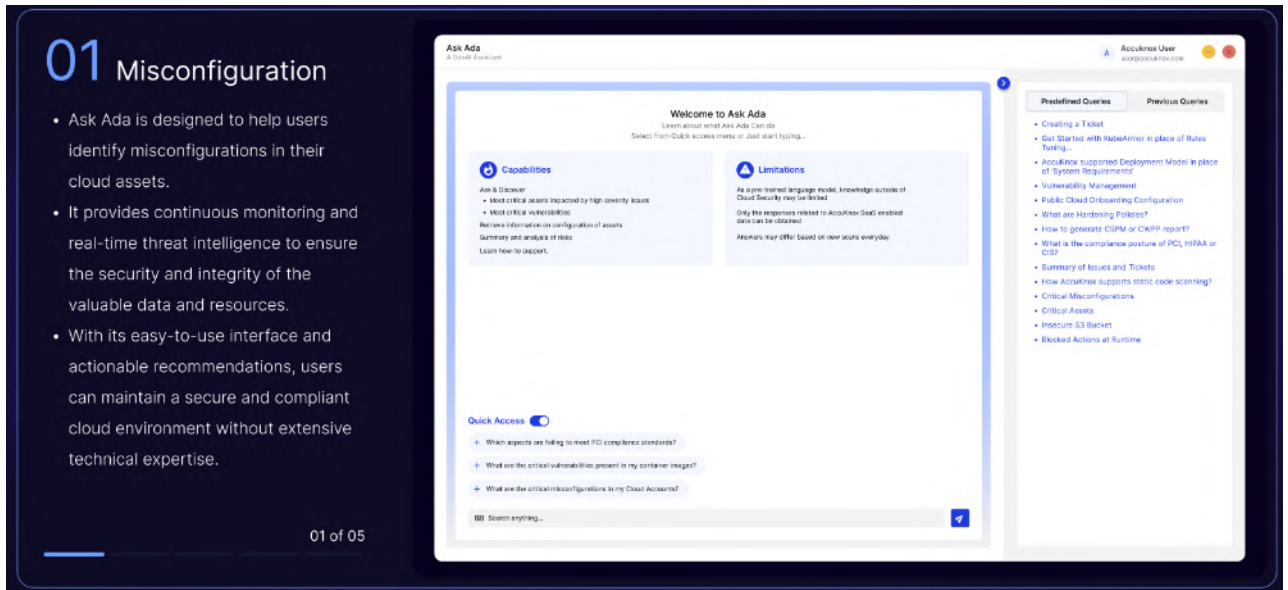 01 Misconfiguration
• Ask Ada is designed to help users
identify misconfigurations in their
cloud assets.
• It provides continuous monitoring and
real-time threat intelligence to ensure
the security and integrity of the
valuable data and resources.
• With its easy-to-use interface and
actionable recommendations, users
can maintain a secure and compliant
cloud environment without extensive
technical expertise.
01 of 05
Ask Ada
A GenAI Assistant
A
Accuknox User
user@accuknox.com
Welcome to Ask Ada
Learn about what Ask Ada Can do
Select from Quick access menu or Just start typing...
Capabilities
Ask & Discover
• Most critical assets impacted by high severity issues
• Most critical vulnerabilities
Retrieve information on configuration of assets
Summary and analysis of risks
Learn how-to support.
Limitations
As a pre-trained language model, knowledge outside of
Cloud Security may be limited
Only the responses related to AccuKnox SaaS enabled
data can be obtained
Answers may differ based on new scans everyday
Quick Access
+ Which aspects are failing to meet PCI compliance standards?
+ What are the critical vulnerabilities present in my container images?
+ What are the critical misconfigurations in my Cloud Accounts?
Search anything...
Predefined Queries
Previous Queries
• Creating a Ticket
• Get Started with KubeArmor in place of Rules
Tuning...
• AccuKnox supported Deployment Model in place
of 'System Requirements'
• Vulnerability Management
• Public Cloud Onboarding Configuration
• What are Hardening Policies?
• How to generate CSPM or CWPP report?
• What is the compliance posture of PCI, HIPAA or
CIS?
• Summary of Issues and Tickets
• How AccuKnox supports static code scanning?
• Critical Misconfigurations
• Critical Assets
• Insecure S3 Bucket
• Blocked Actions at Runtime